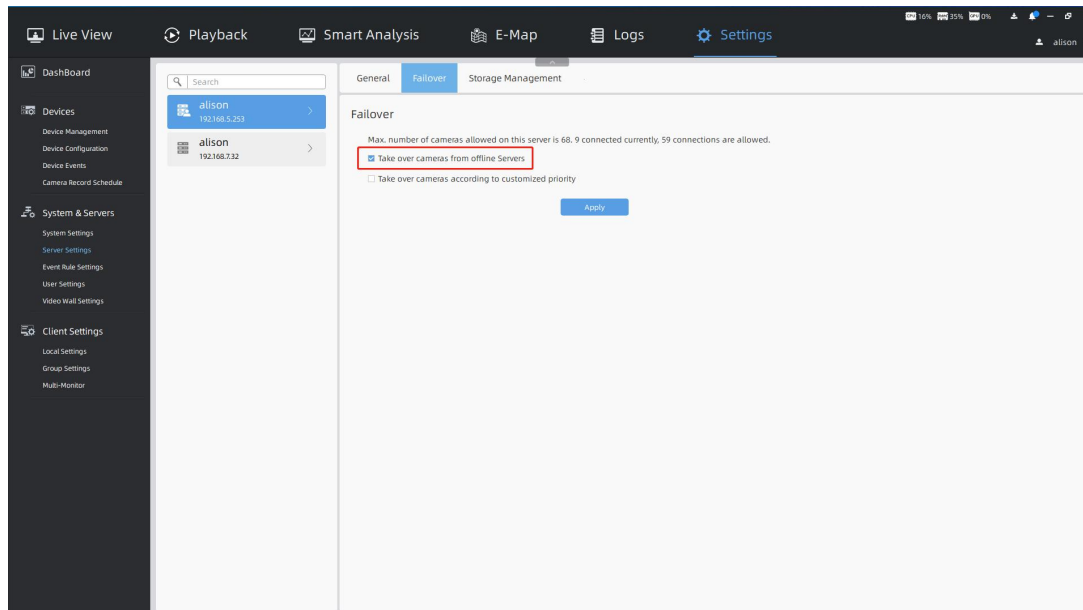 CPU 16% 35% 0%
Live View Playback Smart Analysis E-Map Logs Settings
alison
DashBoard
Devices
Device Management
Device Configuration
Device Events
Camera Record Schedule
System & Servers
System Settings
Server Settings
Event Rule Settings
User Settings
Video Wall Settings
Client Settings
Local Settings
Group Settings
Multi-Monitor
Search
alison
192.168.5.253
alison
192.168.7.32
General Failover Storage Management
Failover
Max. number of cameras allowed on this server is 68. 9 connected currently, 59 connections are allowed.
Take over cameras from offline Servers
Take over cameras according to customized priority
Apply